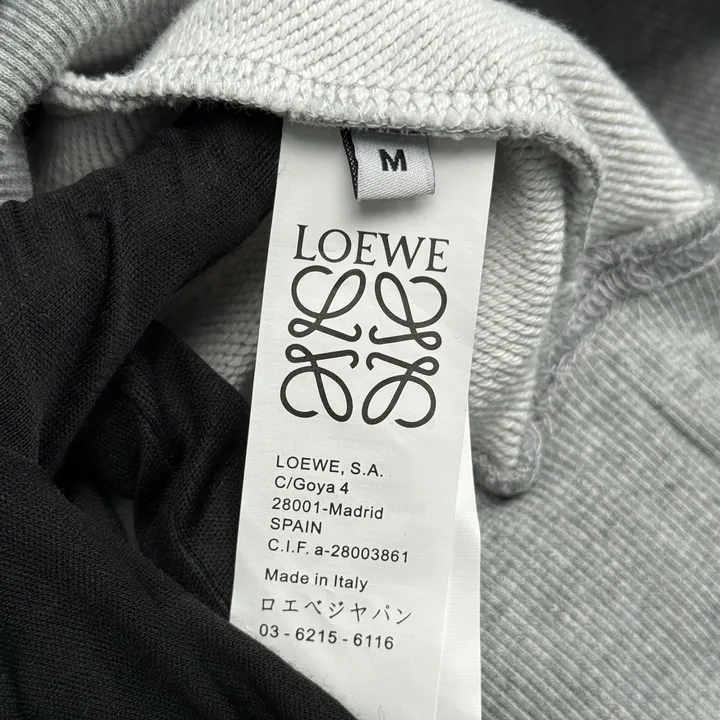 M
LOEWE
LOEWE, S.A.
C/Goya 4
28001-Madrid
SPAIN
C.I.F. a-28003861
Made in Italy
ロエベジャパン
03 - 6215 - 6116